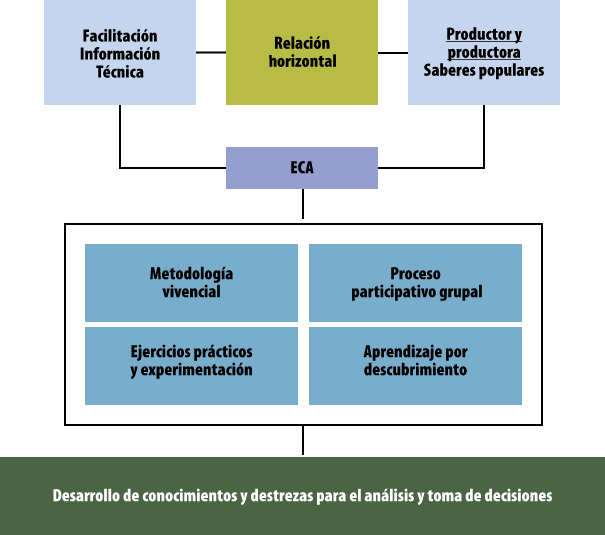 Facilitación
Información
Técnica
Relación
horizontal
Productor y
productora
Saberes populares
ECA
Metodología
vivencial
Proceso
participativo grupal
Ejercicios prácticos
y experimentación
Aprendizaje por
descubrimiento
Desarrollo de conocimientos y destrezas para el análisis y toma de decisiones